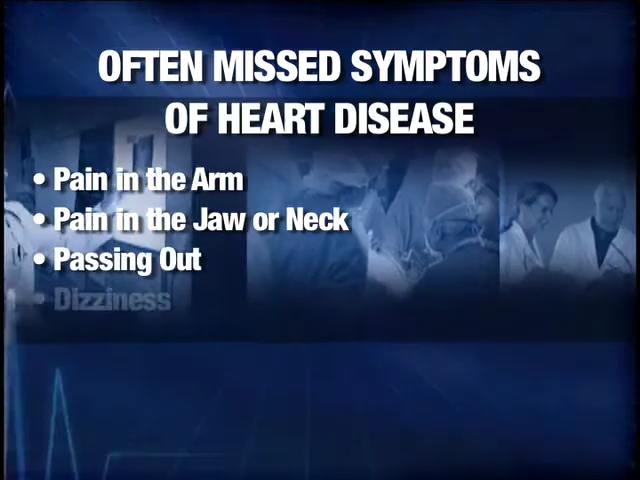 OFTEN MISSED SYMPTOMS
OF HEART DISEASE
• Pain in the Arm
• Pain in the Jaw or Neck
• Passing Out
• Dizziness